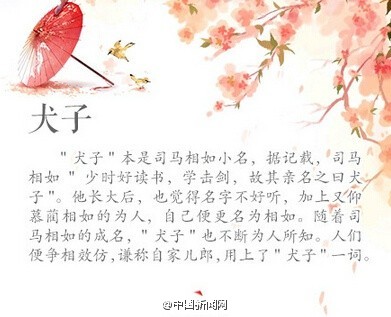 犬子
"犬子"本是司马相如小名，据记载，司马
相如 " 少时好读书，学击剑，故其亲名之曰犬
子"。他长大后，也觉得名字不好听，加上又仰
慕蔺相如的为人，自己便更名为相如。随着司
马相如的成名，"犬子"也不断为人所知。人们
便争相效仿,谦称自家儿郎,用上了"犬子"一词。
@中国新闻网